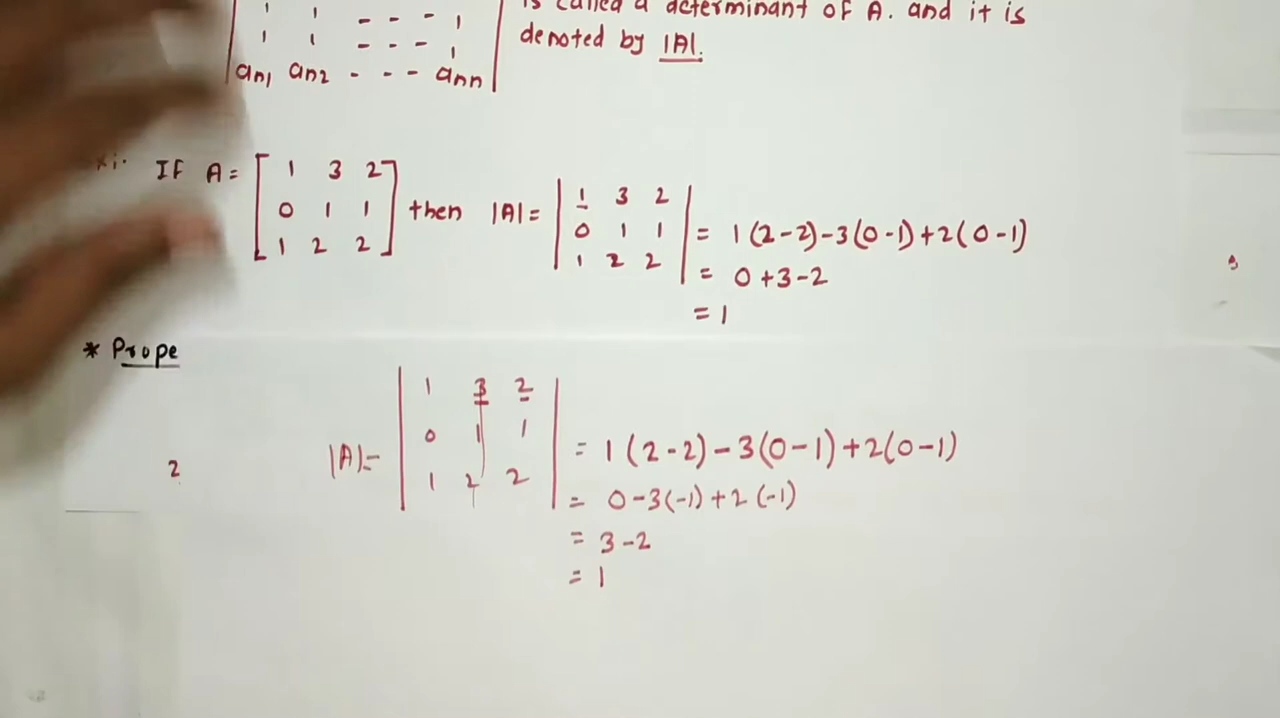 is called a determinant of A. and it is
denoted by |A|.
an1 an2 - - - ann
If A = [ 1 3 2
0 1 1
1 2 2 ] then |A| = | 1 3 2
0 1 1
1 2 2 | = 1(2-2)-3(0-1)+2(0-1)
= 0+3-2
= 1
* Prope
2
|A|= | 1 3 2
0 1 1
1 2 2 | = 1(2-2)-3(0-1)+2(0-1)
= 0-3(-1)+2(-1)
= 3-2
= 1